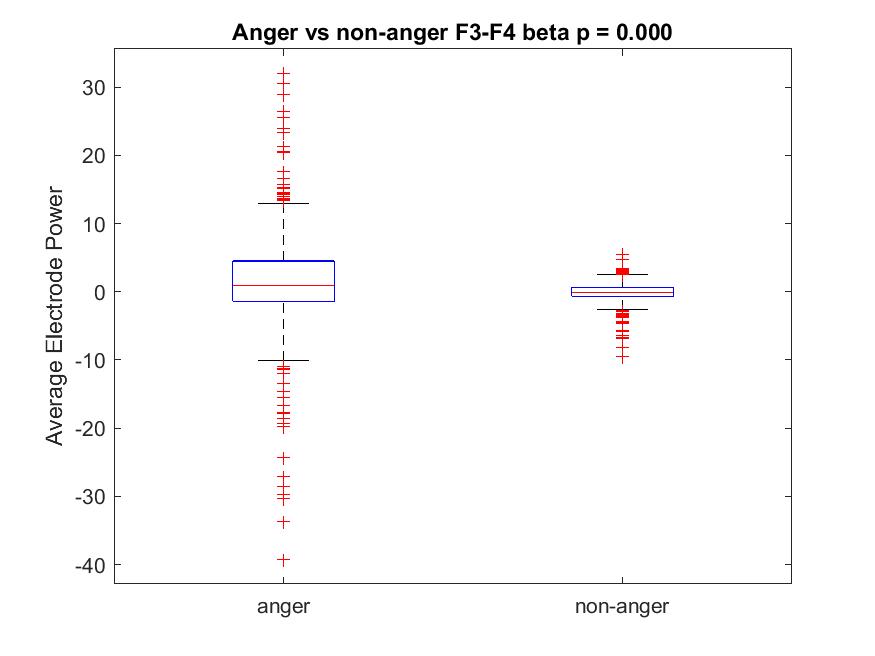 Anger vs non-anger F3-F4 beta p = 0.000
Average Electrode Power
30
20
10
0
-10
-20
-30
-40
anger
non-anger